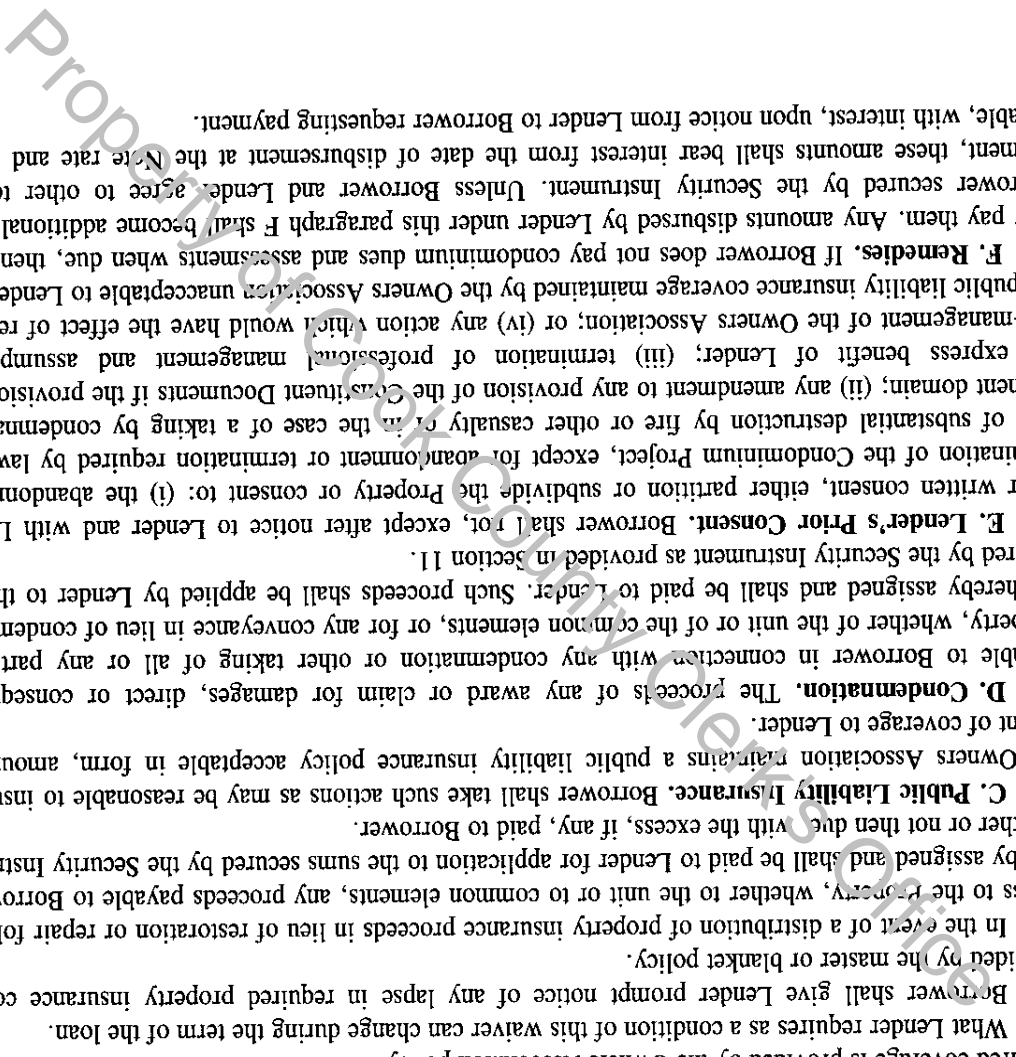 ired coverage is provided by the Owners Association policy.
What Lender requires as a condition of this waiver can change during the term of the loan.
Borrower shall give Lender prompt notice of any lapse in required property insurance co
ided by the master or blanket policy.
In the event of a distribution of property insurance proceeds in lieu of restoration or repair fol
ss to the Property, whether to the unit or to common elements, any proceeds payable to Borrow
by assigned and shall be paid to Lender for application to the sums secured by the Security Instr
ther or not then due, with the excess, if any, paid to Borrower.
C. Public Liability Insurance. Borrower shall take such actions as may be reasonable to insu
Owners Association maintains a public liability insurance policy acceptable in form, amou
nt of coverage to Lender.
D. Condemnation. The proceeds of any award or claim for damages, direct or conseq
able to Borrower in connection with any condemnation or other taking of all or any part
perty, whether of the unit or of the common elements, or for any conveyance in lieu of condem
hereby assigned and shall be paid to Lender. Such proceeds shall be applied by Lender to th
red by the Security Instrument as provided in Section 11.
E. Lender's Prior Consent. Borrower shall not, except after notice to Lender and with L
r written consent, either partition or subdivide the Property or consent to: (i) the abandonm
ination of the Condominium Project, except for abandonment or termination required by law
of substantial destruction by fire or other casualty or in the case of a taking by condemna
nent domain; (ii) any amendment to any provision of the Constituent Documents if the provisio
express benefit of Lender; (iii) termination of professional management and assump
-management of the Owners Association; or (iv) any action which would have the effect of re
public liability insurance coverage maintained by the Owners Association unacceptable to Lende
F. Remedies. If Borrower does not pay condominium dues and assessments when due, then
pay them. Any amounts disbursed by Lender under this paragraph F shall become additional
rower secured by the Security Instrument. Unless Borrower and Lender agree to other te
ment, these amounts shall bear interest from the date of disbursement at the Note rate and
able, with interest, upon notice from Lender to Borrower requesting payment.
Property of Cook County Clerk's Office